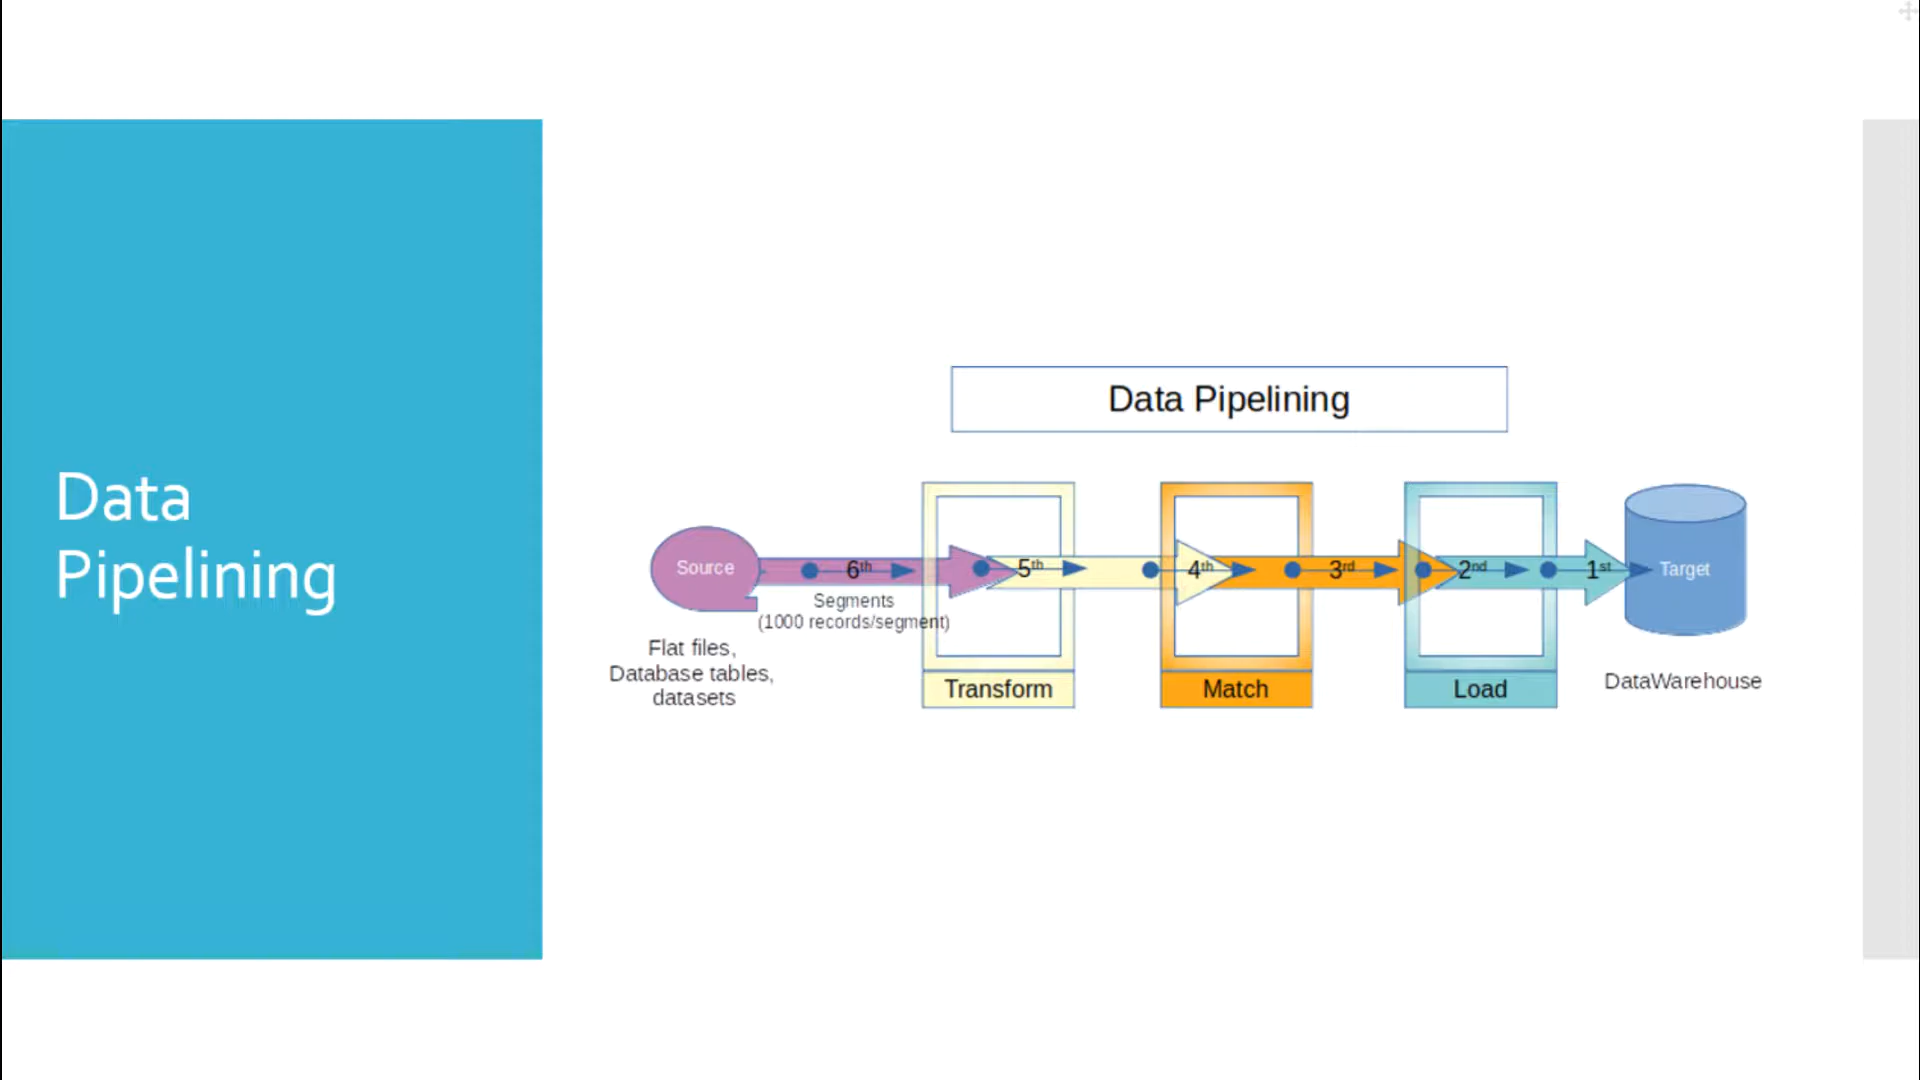 Data
Pipelining
Data Pipelining
Source
6th
5th
4th
3rd
2nd
1st
Target
Segments
(1000 records/segment)
Flat files,
Database tables,
datasets
Transform
Match
Load
DataWarehouse